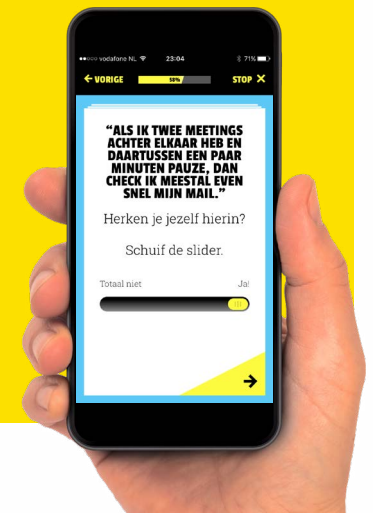 vodafone NL 23:04 71%
← VORIGE 58% STOP ✕
“ALS IK TWEE MEETINGS
ACHTER ELKAAR HEB EN
DAARTUSSEN EEN PAAR
MINUTEN PAUZE, DAN
CHECK IK MEESTAL EVEN
SNEL MIJN MAIL.”
Herken je jezelf hierin?
Schuif de slider.
Totaal niet Ja!